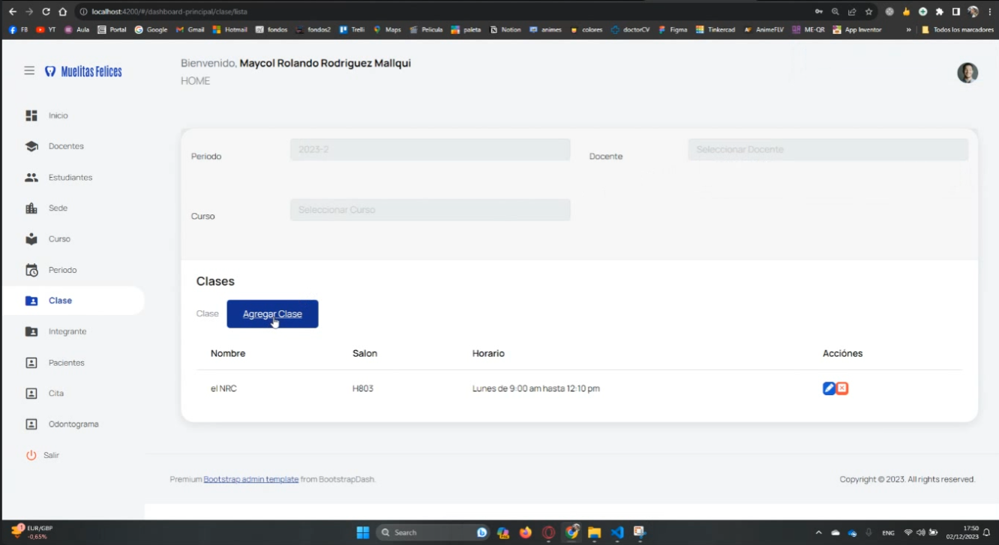 localhost:4200/#/dashboard-principal/clase/lista
FB YT Aula Portal Google Gmail Hotmail fondos fondos2 Trelli Maps Pelicula paleta Notion animes colores doctorCV Figma Tinkercad AnimeFLV ME-QR App Inventor » Todos los marcadores
Muelitas Felices
Bienvenido, Maycol Rolando Rodriguez Mallqui
HOME
Inicio
Docentes
Estudiantes
Sede
Curso
Periodo
Clase
Integrante
Pacientes
Cita
Odontograma
Salir
Periodo 2023-2 Docente Seleccionar Docente
Curso Seleccionar Curso
Clases
Clase Agregar Clase
Nombre Salon Horario Acciónes
el NRC H803 Lunes de 9:00 am hasta 12:10 pm
Premium Bootstrap admin template from BootstrapDash. Copyright © 2023. All rights reserved.
1 EUR/GBP
-0,65%
Search
ENG
17:50
02/12/2023